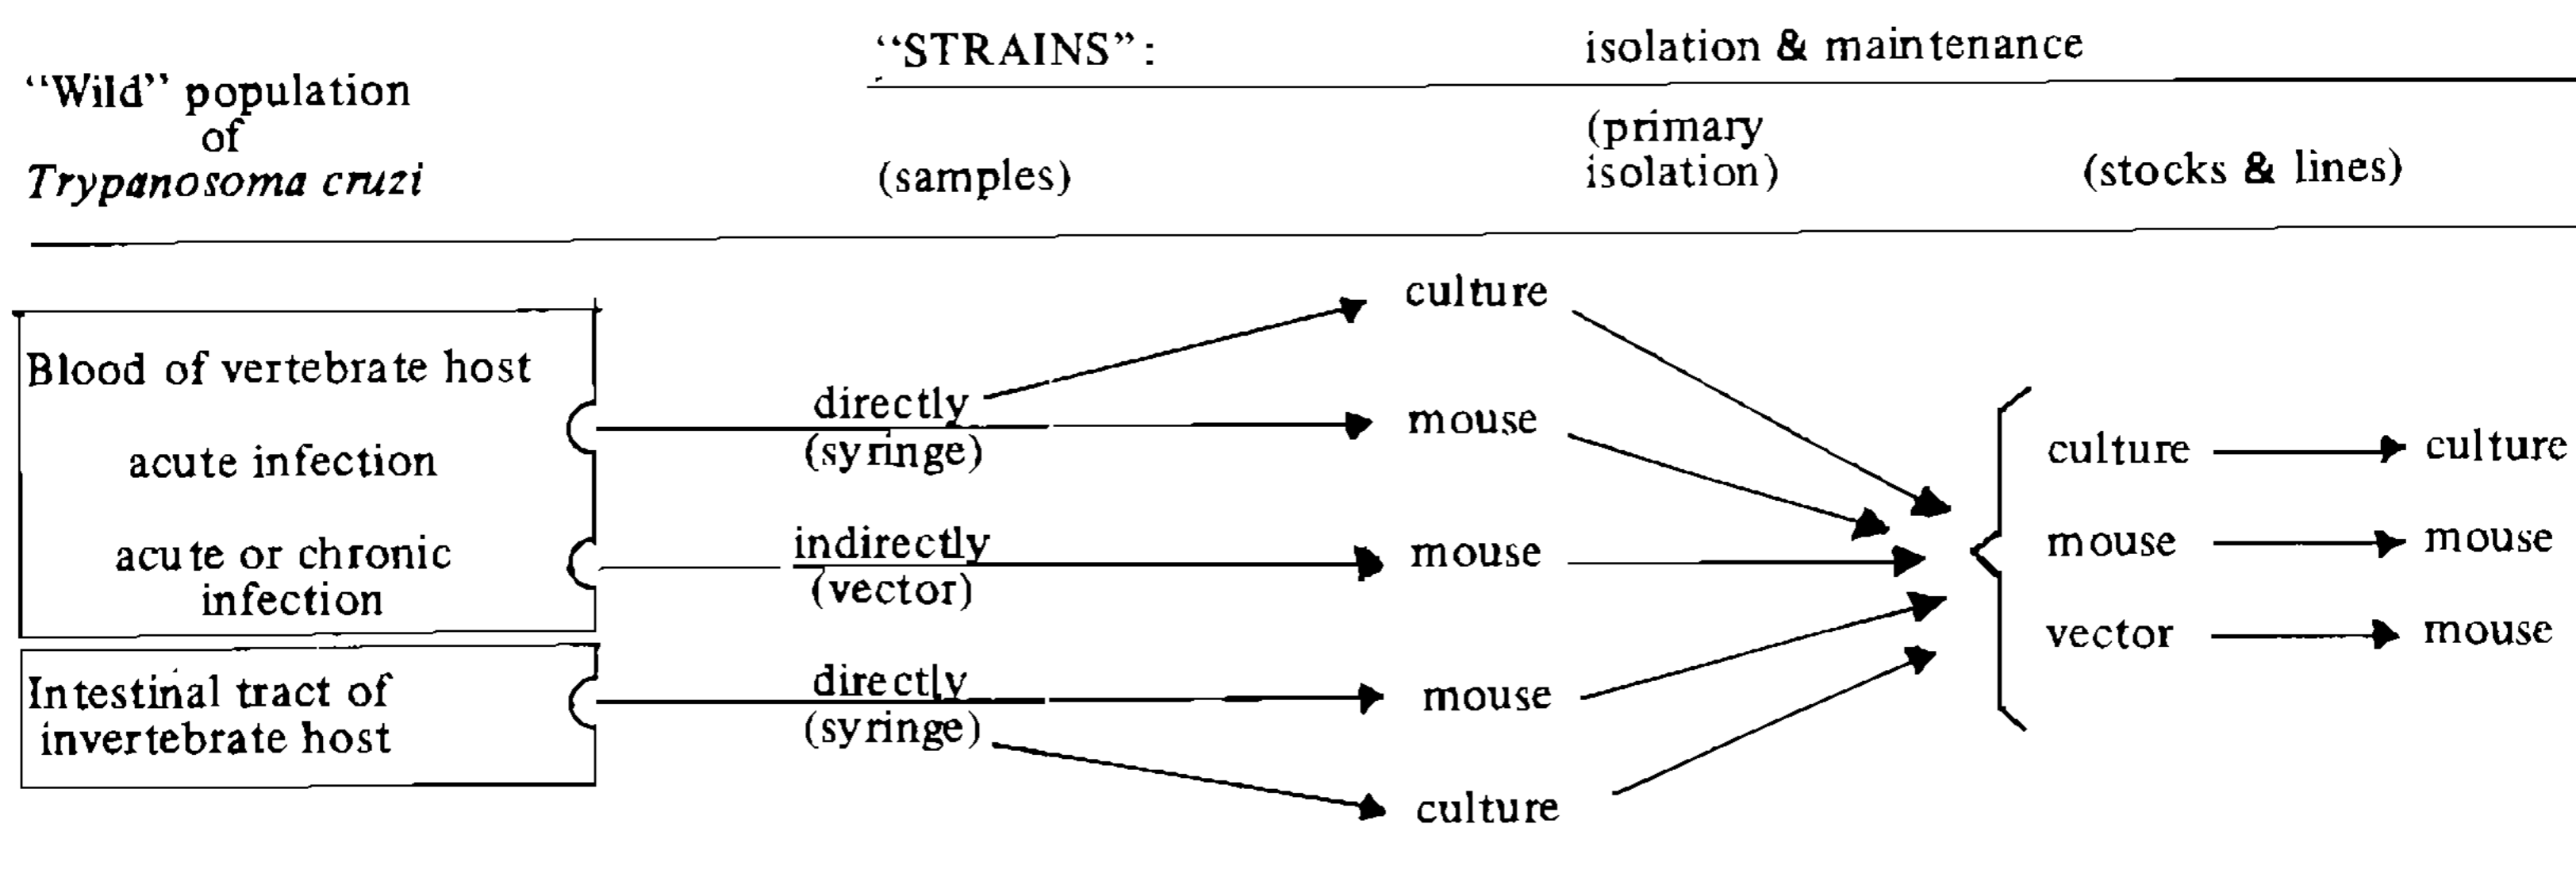 “Wild” population
of
Trypanosoma cruzi
“STRAINS”:
isolation & maintenance
(samples)
(primary
isolation)
(stocks & lines)
Blood of vertebrate host
acute infection
acute or chronic
infection
Intestinal tract of
invertebrate host
directly
(syringe)
indirectly
(vector)
directly
(syringe)
culture
mouse
mouse
mouse
culture
culture culture
mouse mouse
vector mouse